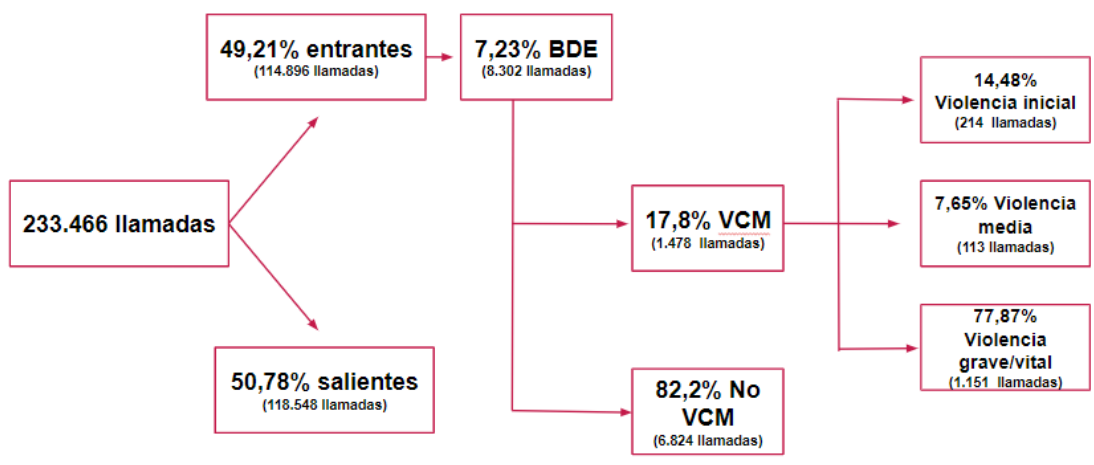 233.466 llamadas
49,21% entrantes
(114.896 llamadas)
50,78% salientes
(118.548 llamadas)
7,23% BDE
(8.302 llamadas)
17,8% VCM
(1.478 llamadas)
82,2% No
VCM
(6.824 llamadas)
14,48%
Violencia inicial
(214 llamadas)
7,65% Violencia
media
(113 llamadas)
77,87%
Violencia
grave/vital
(1.151 llamadas)